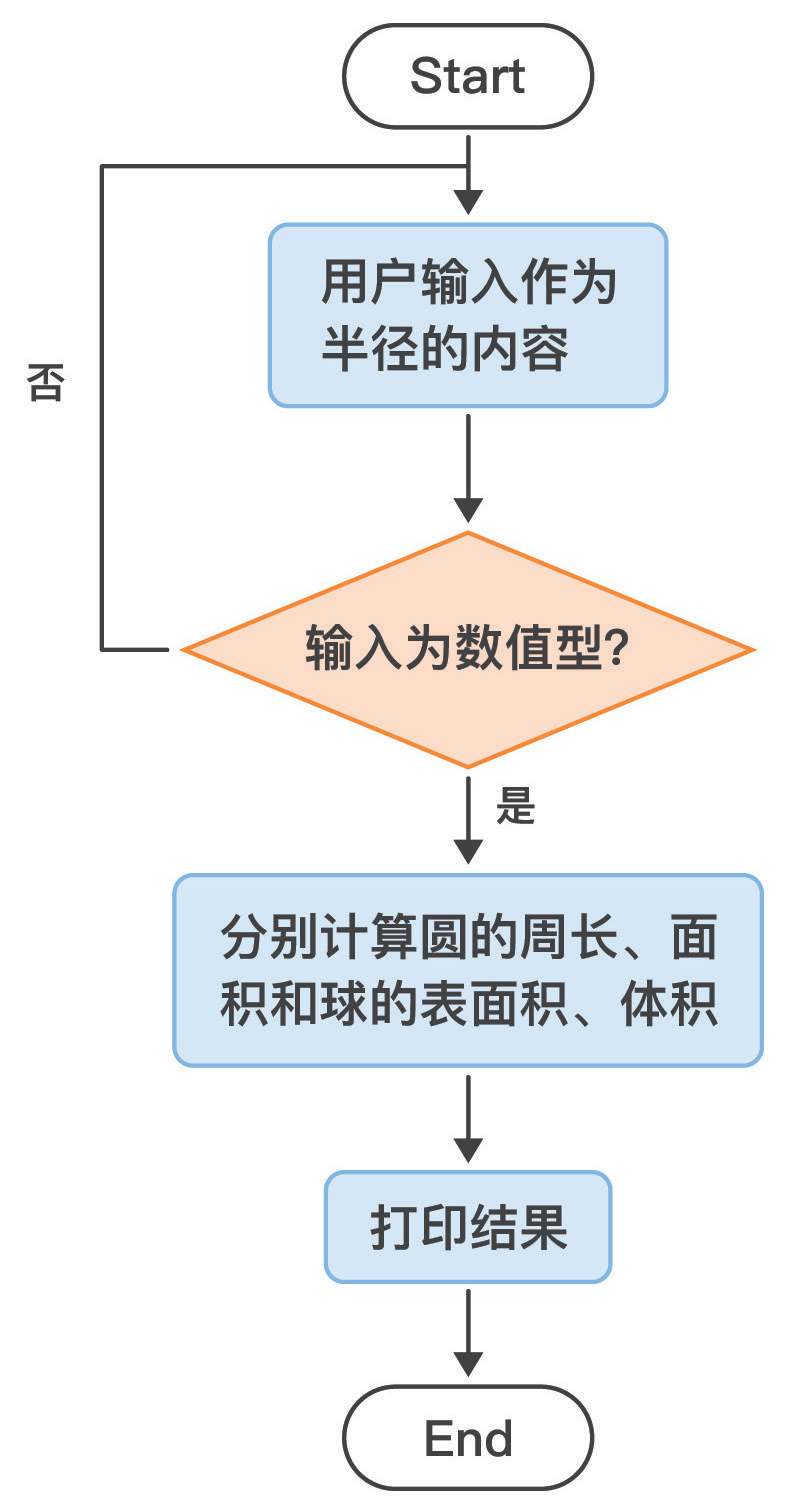 Start
用户输入作为
半径的内容
否
输入为数值型?
是
分别计算圆的周长、面
积和球的表面积、体积
打印结果
End